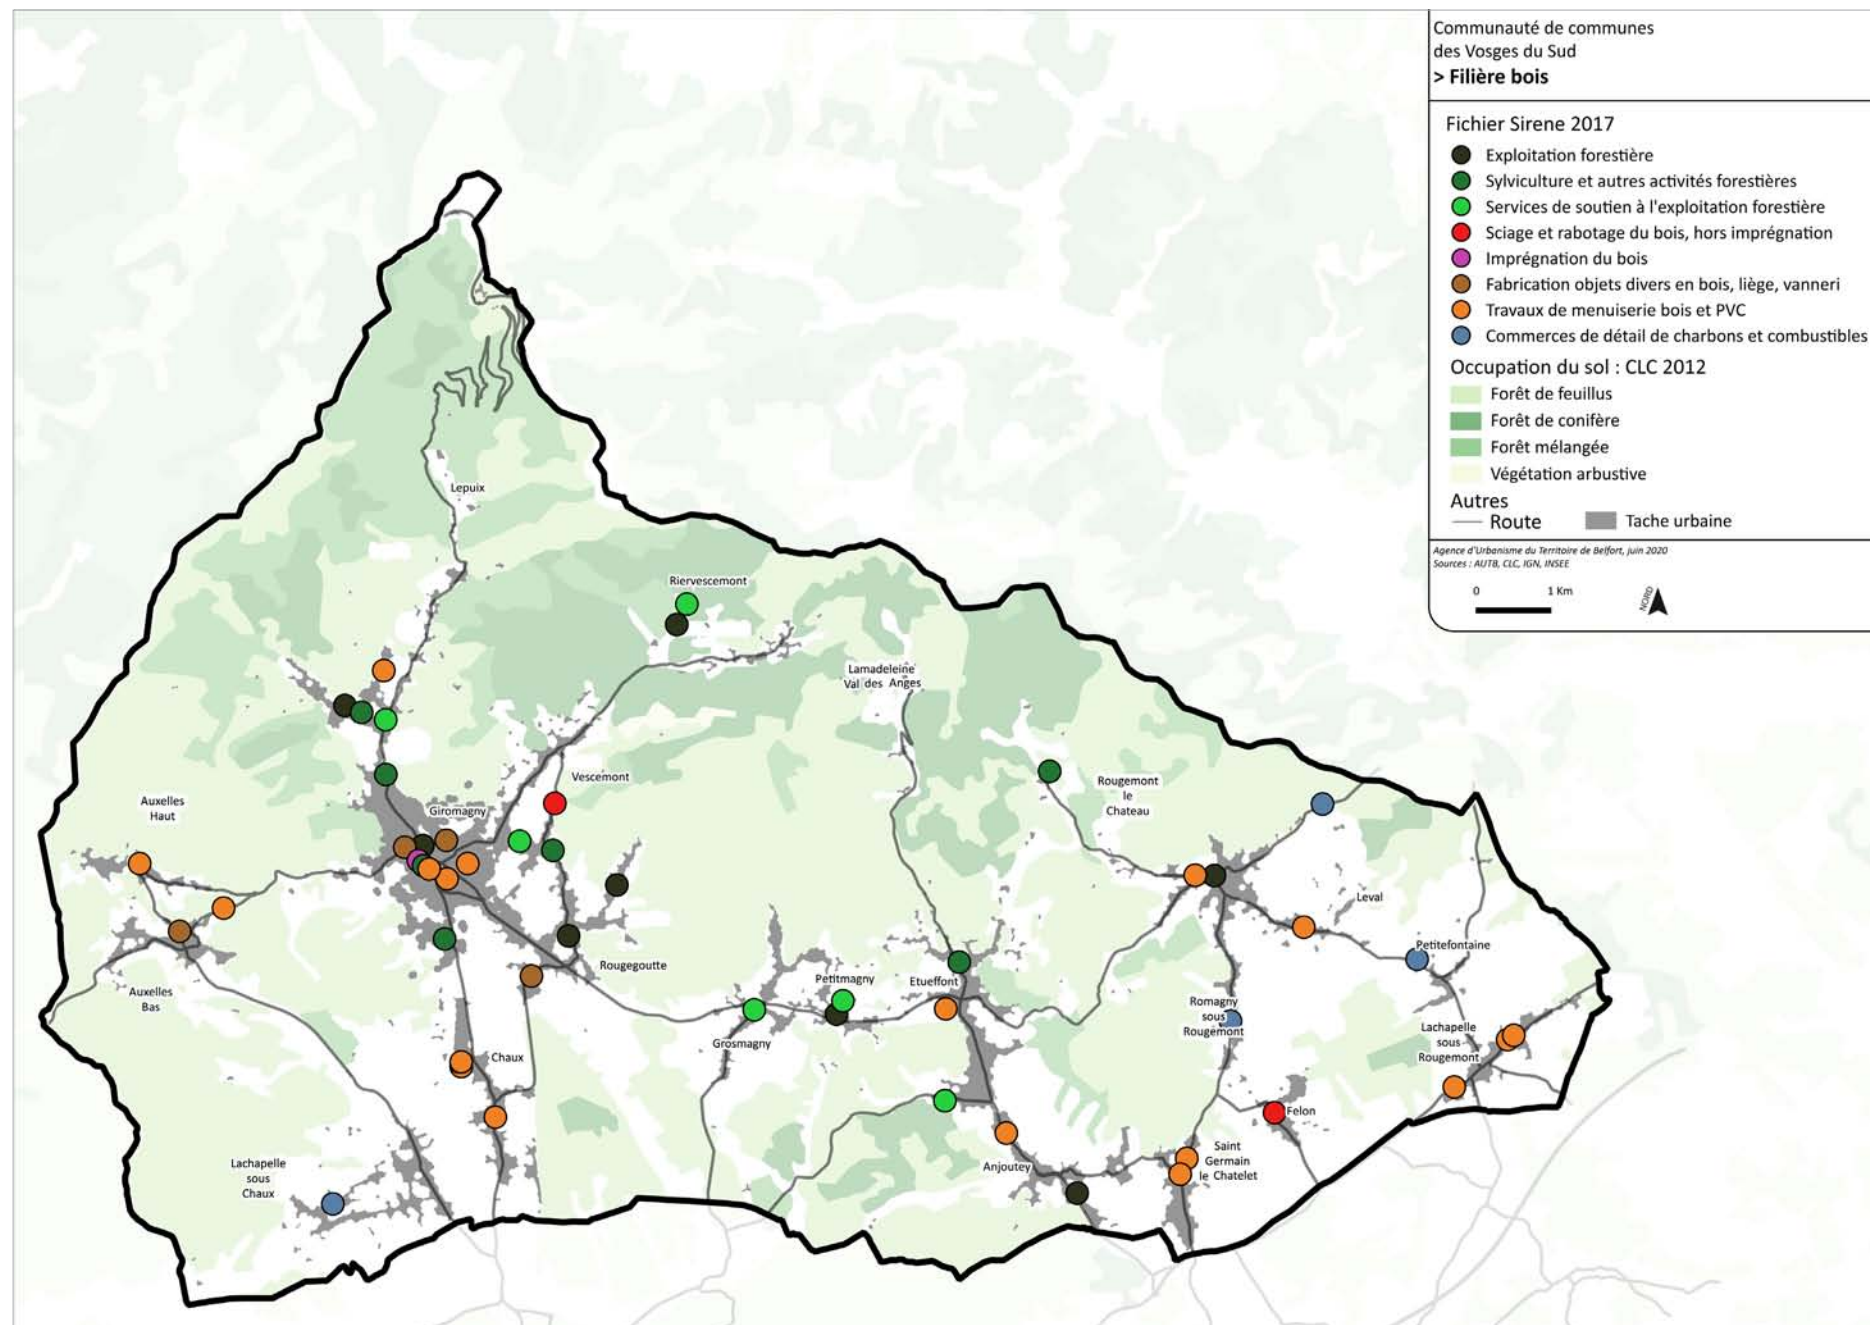 Communauté de communes
des Vosges du Sud
> Filière bois
Fichier Sirene 2017
Exploitation forestière
Sylviculture et autres activités forestières
Services de soutien à l'exploitation forestière
Sciage et rabotage du bois, hors imprégnation
Imprégnation du bois
Fabrication objets divers en bois, liège, vanneri
Travaux de menuiserie bois et PVC
Commerces de détail de charbons et combustibles
Occupation du sol : CLC 2012
Forêt de feuillus
Forêt de conifère
Forêt mélangée
Végétation arbustive
Autres
Route
Tache urbaine
Agence d'Urbanisme du Territoire de Belfort, juin 2020
Sources : AUTB, CLC, IGN, INSEE
0
1 Km
NORD
Lepuix
Riervescemont
Lamadeleine
Val des Anges
Vescemont
Rougemont
le
Chateau
Auxelles
Haut
Giromagny
Leval
Petitefontaine
Rougegoutte
Petitmagny
Etueffont
Auxelles
Bas
Romagny
sous
Rougemont
Lachapelle
sous
Rougemont
Grosmagny
Chaux
Felon
Saint
Germain
le Chatelet
Anjoutey
Lachapelle
sous
Chaux